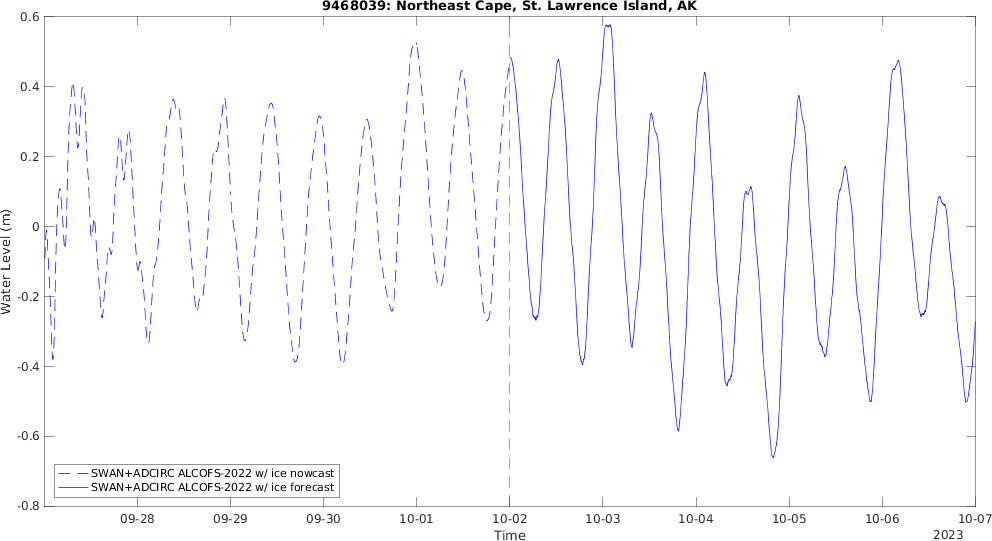 9468039: Northeast Cape, St. Lawrence Island, AK
0.6
0.4
0.2
0
-0.2
-0.4
-0.6
-0.8
Water Level (m)
SWAN+ADCIRC ALCOFS-2022 w/ ice nowcast
SWAN+ADCIRC ALCOFS-2022 w/ ice forecast
09-28 09-29 09-30 10-01 10-02 10-03 10-04 10-05 10-06 10-07
Time
2023